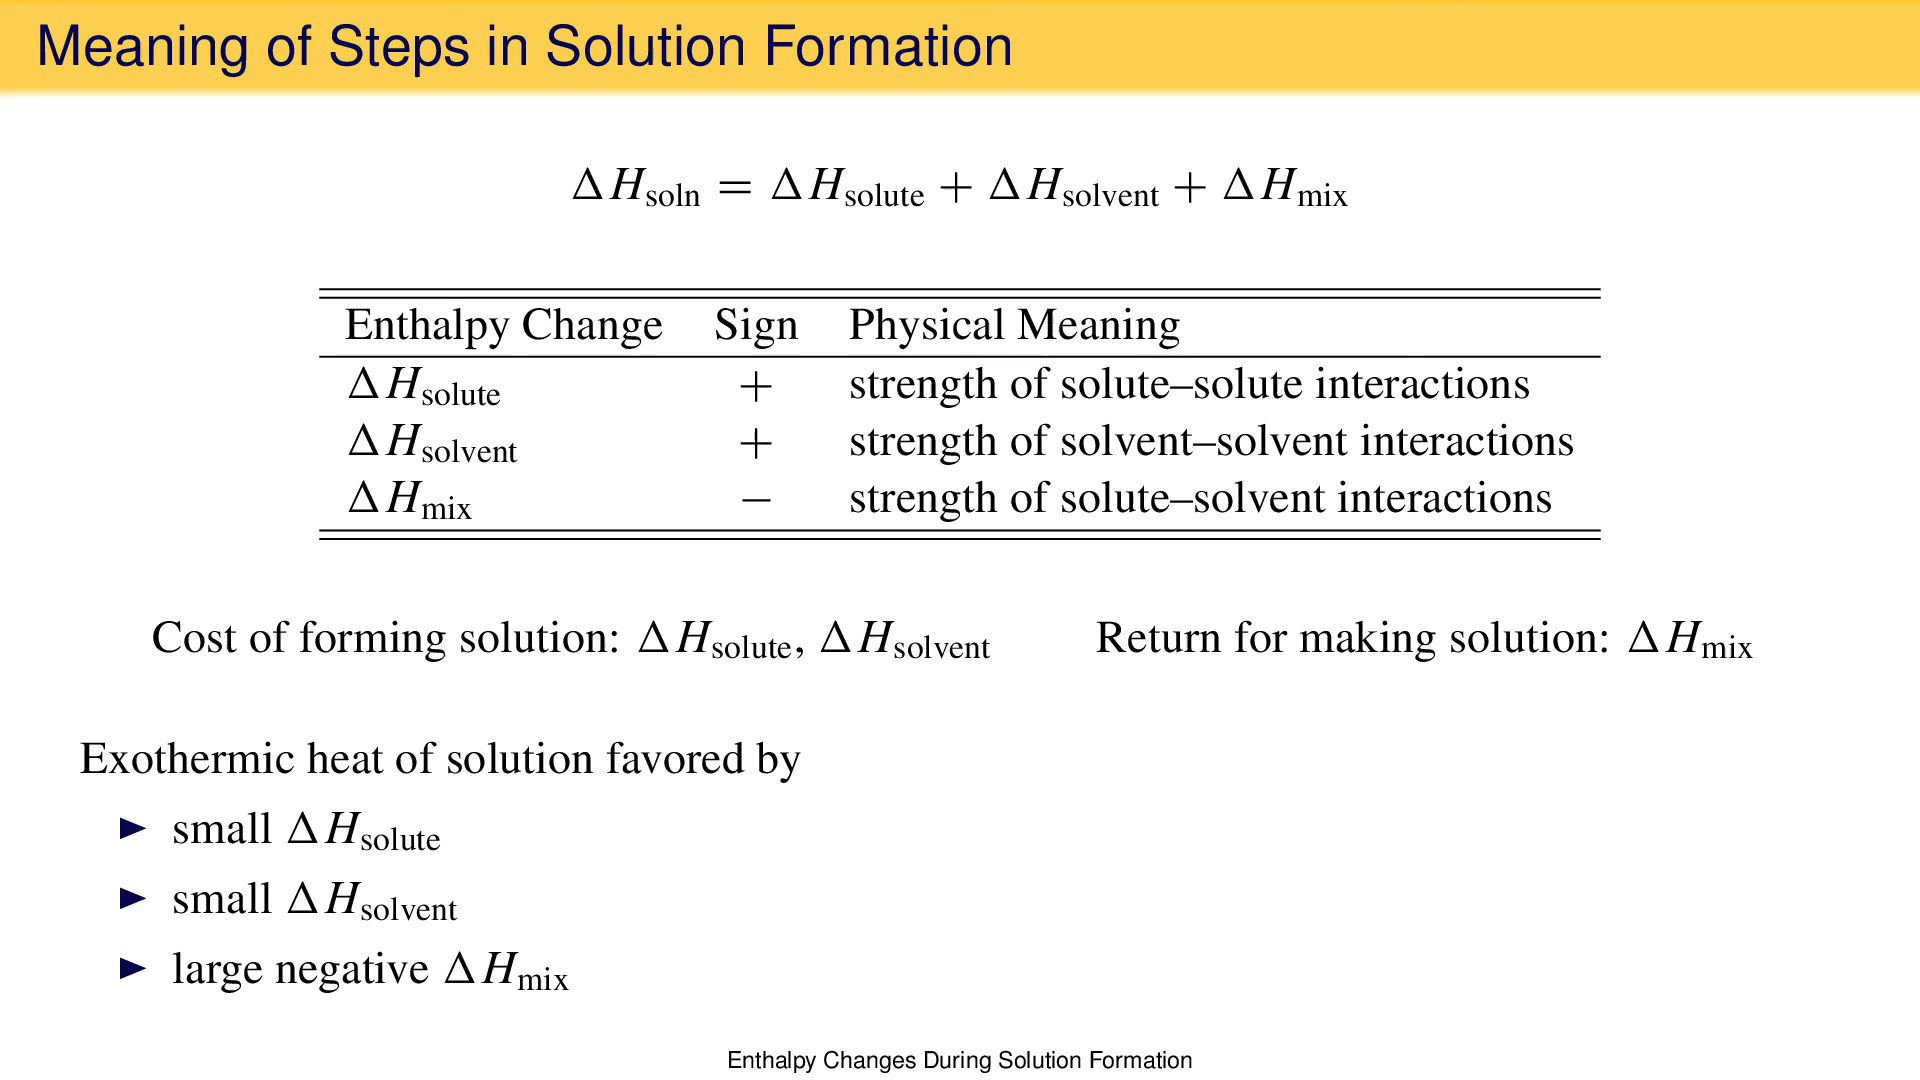 Meaning of Steps in Solution Formation
ΔH_soln = ΔH_solute + ΔH_solvent + ΔH_mix
Enthalpy Change Sign Physical Meaning
ΔH_solute + strength of solute–solute interactions
ΔH_solvent + strength of solvent–solvent interactions
ΔH_mix − strength of solute–solvent interactions
Cost of forming solution: ΔH_solute, ΔH_solvent Return for making solution: ΔH_mix
Exothermic heat of solution favored by
▶ small ΔH_solute
▶ small ΔH_solvent
▶ large negative ΔH_mix
Enthalpy Changes During Solution Formation